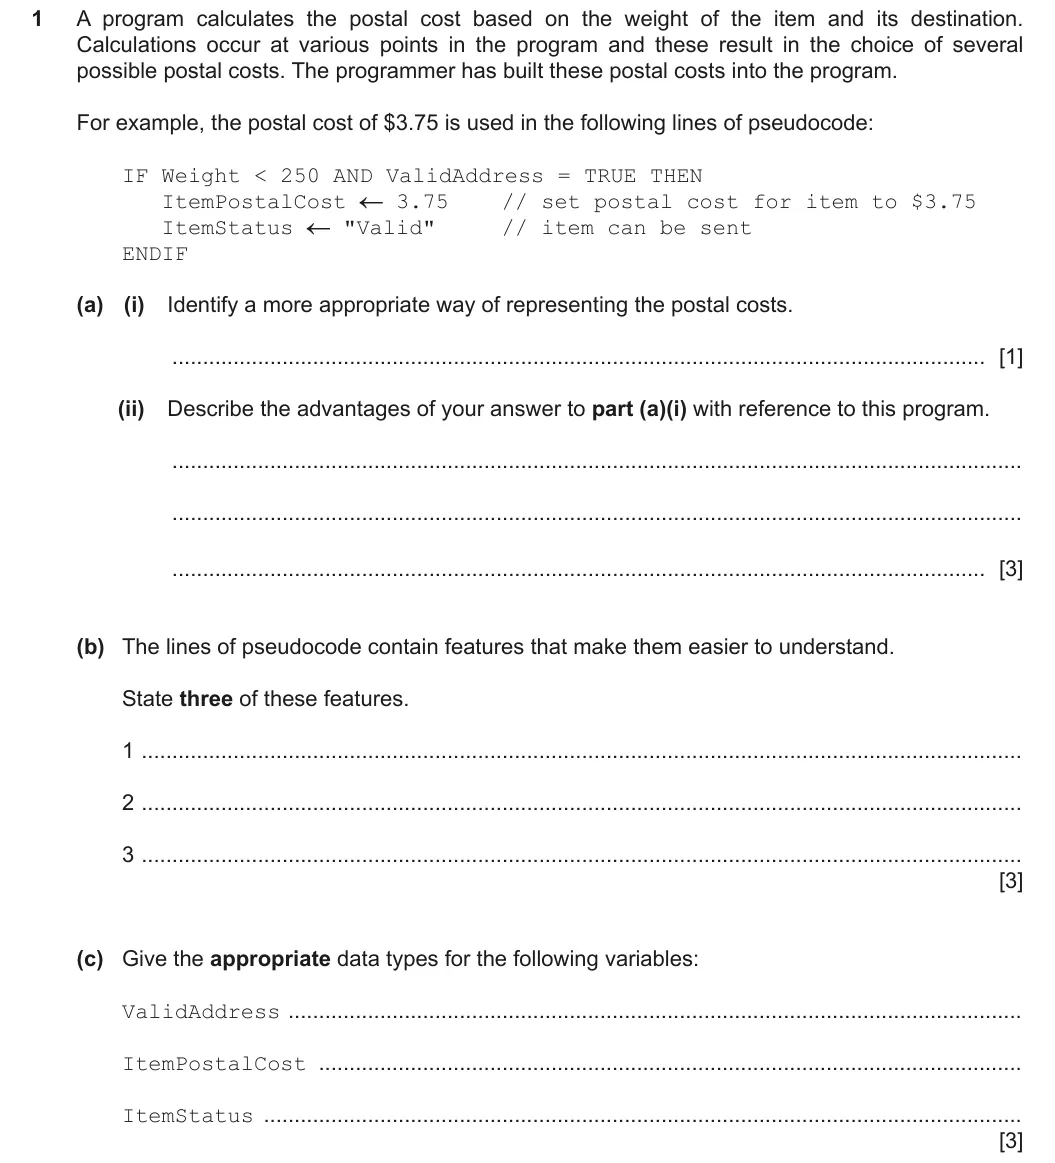 1 A program calculates the postal cost based on the weight of the item and its destination.
Calculations occur at various points in the program and these result in the choice of several
possible postal costs. The programmer has built these postal costs into the program.
For example, the postal cost of $3.75 is used in the following lines of pseudocode:
IF Weight < 250 AND ValidAddress = TRUE THEN
ItemPostalCost ← 3.75 // set postal cost for item to $3.75
ItemStatus ← "Valid" // item can be sent
ENDIF
(a) (i) Identify a more appropriate way of representing the postal costs.
[1]
(ii) Describe the advantages of your answer to part (a)(i) with reference to this program.
[3]
(b) The lines of pseudocode contain features that make them easier to understand.
State three of these features.
1
2
3
[3]
(c) Give the appropriate data types for the following variables:
ValidAddress
ItemPostalCost
ItemStatus
[3]